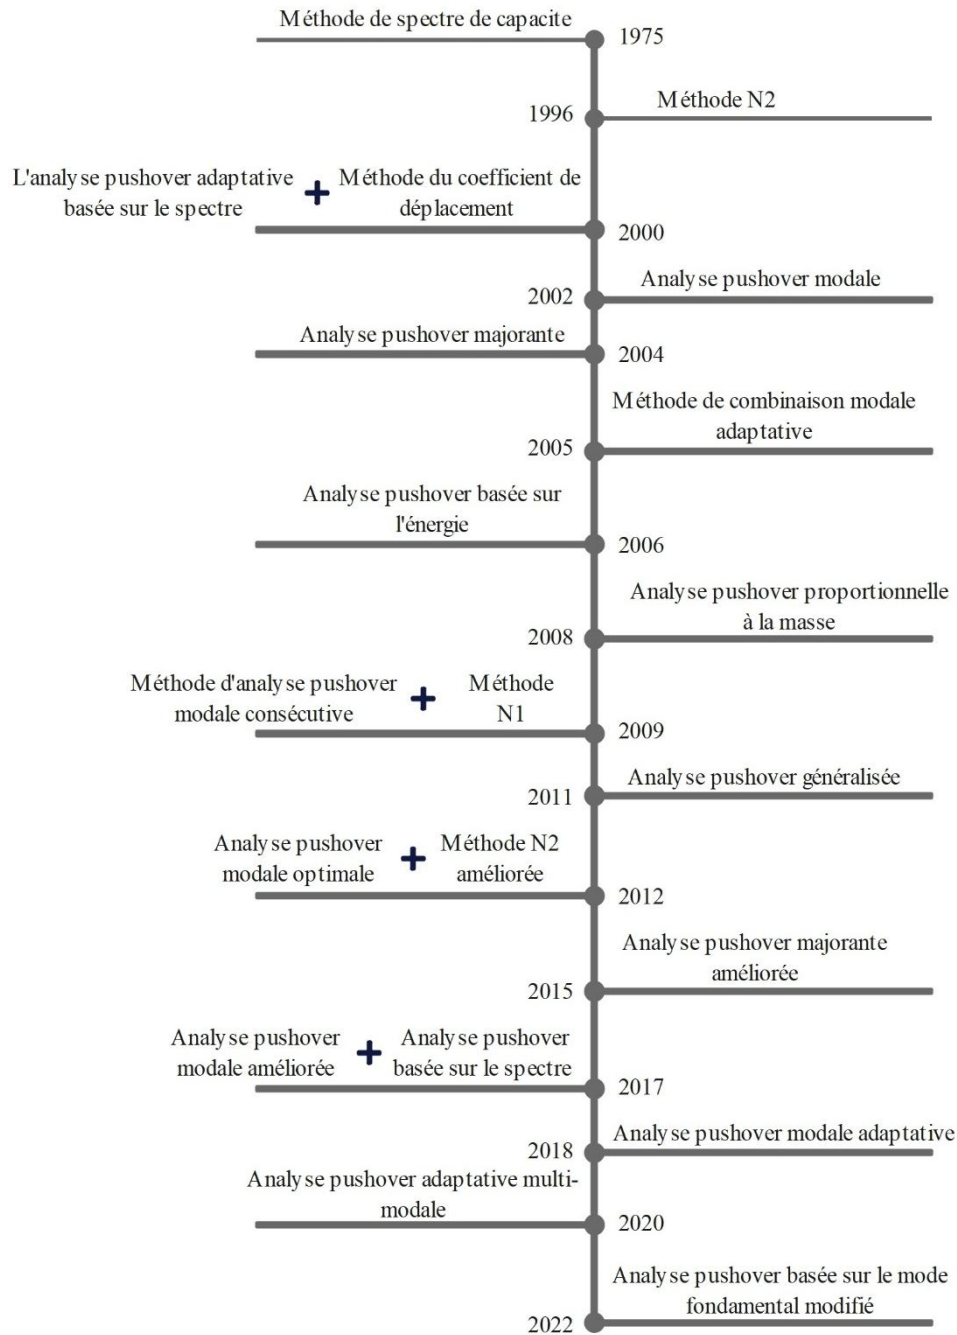 Méthode de spectre de capacite
1975
Méthode N2
1996
L'analyse pushover adaptative
basée sur le spectre
+
Méthode du coefficient de
déplacement
2000
Analyse pushover modale
2002
Analyse pushover majorante
2004
Méthode de combinaison modale
adaptative
2005
Analyse pushover basée sur
l'énergie
2006
Analyse pushover proportionnelle
à la masse
2008
Méthode d'analyse pushover
modale consécutive
+
Méthode
N1
2009
Analyse pushover généralisée
2011
Analyse pushover
modale optimale
+
Méthode N2
améliorée
2012
Analyse pushover majorante
améliorée
2015
Analyse pushover
modale améliorée
+
Analyse pushover
basée sur le spectre
2017
Analyse pushover modale adaptative
2018
Analyse pushover adaptative multi-
modale
2020
Analyse pushover basée sur le mode
fondamental modifié
2022